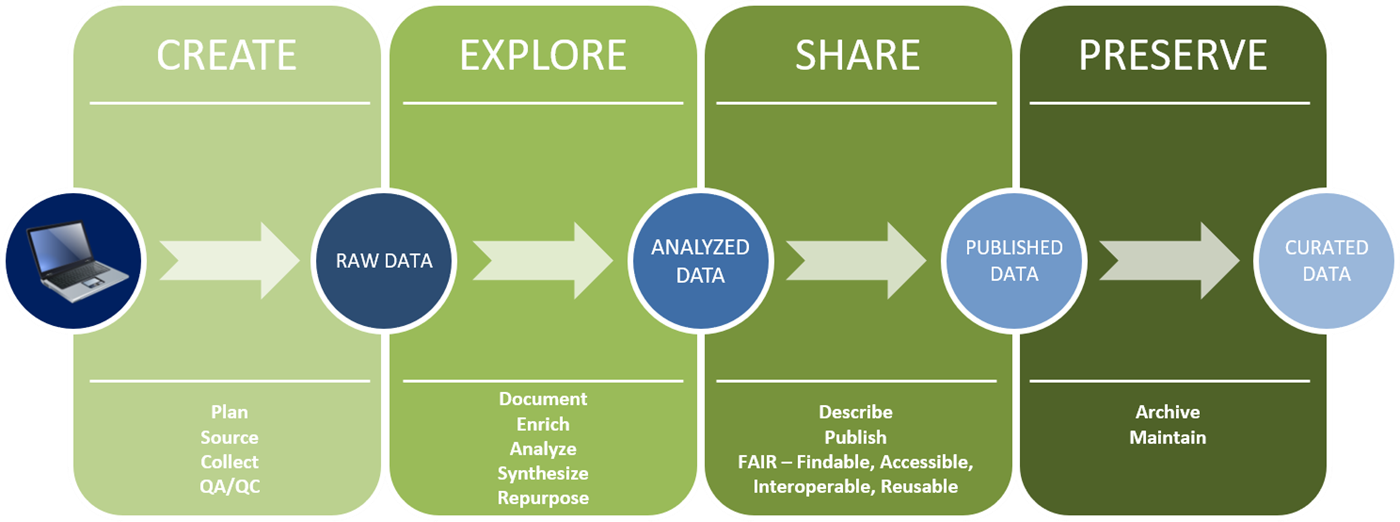 CREATE
EXPLORE
SHARE
PRESERVE
RAW DATA
ANALYZED
DATA
PUBLISHED
DATA
CURATED
DATA
Plan
Source
Collect
QA/QC
Document
Enrich
Analyze
Synthesize
Repurpose
Describe
Publish
FAIR – Findable, Accessible,
Interoperable, Reusable
Archive
Maintain